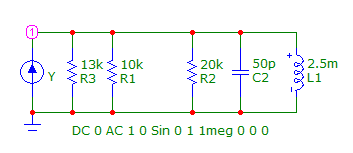 1
Y
13k
R3
10k
R1
20k
R2
50p
C2
+
2.5m
L1
-
DC 0 AC 1 0 Sin 0 1 1meg 0 0 0